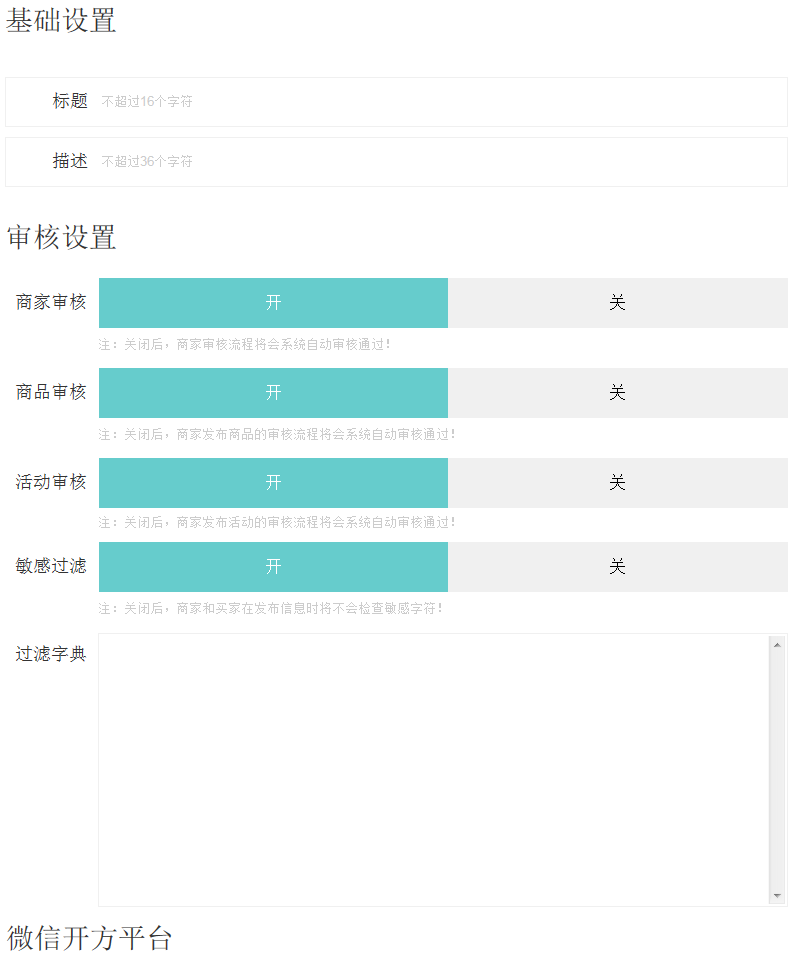 基础设置
标题 不超过16个字符
描述 不超过36个字符
审核设置
商家审核 开 关
注：关闭后，商家审核流程将会系统自动审核通过！
商品审核 开 关
注：关闭后，商家发布商品的审核流程将会系统自动审核通过！
活动审核 开 关
注：关闭后，商家发布活动的审核流程将会系统自动审核通过！
敏感过滤 开 关
注：关闭后，商家和买家在发布信息时将不会检查敏感字符！
过滤字典
微信开方平台